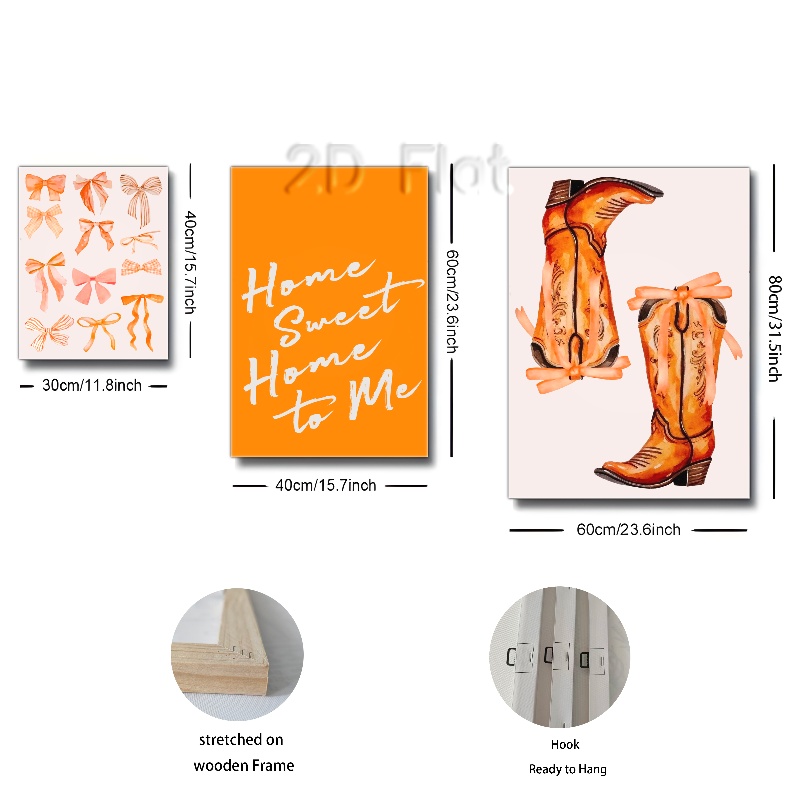 2D Flat
40cm/15.7inch
30cm/11.8inch
Home
Sweet
Home
to Me
60cm/23.6inch
40cm/15.7inch
80cm/31.5inch
60cm/23.6inch
stretched on
wooden Frame
Hook
Ready to Hang